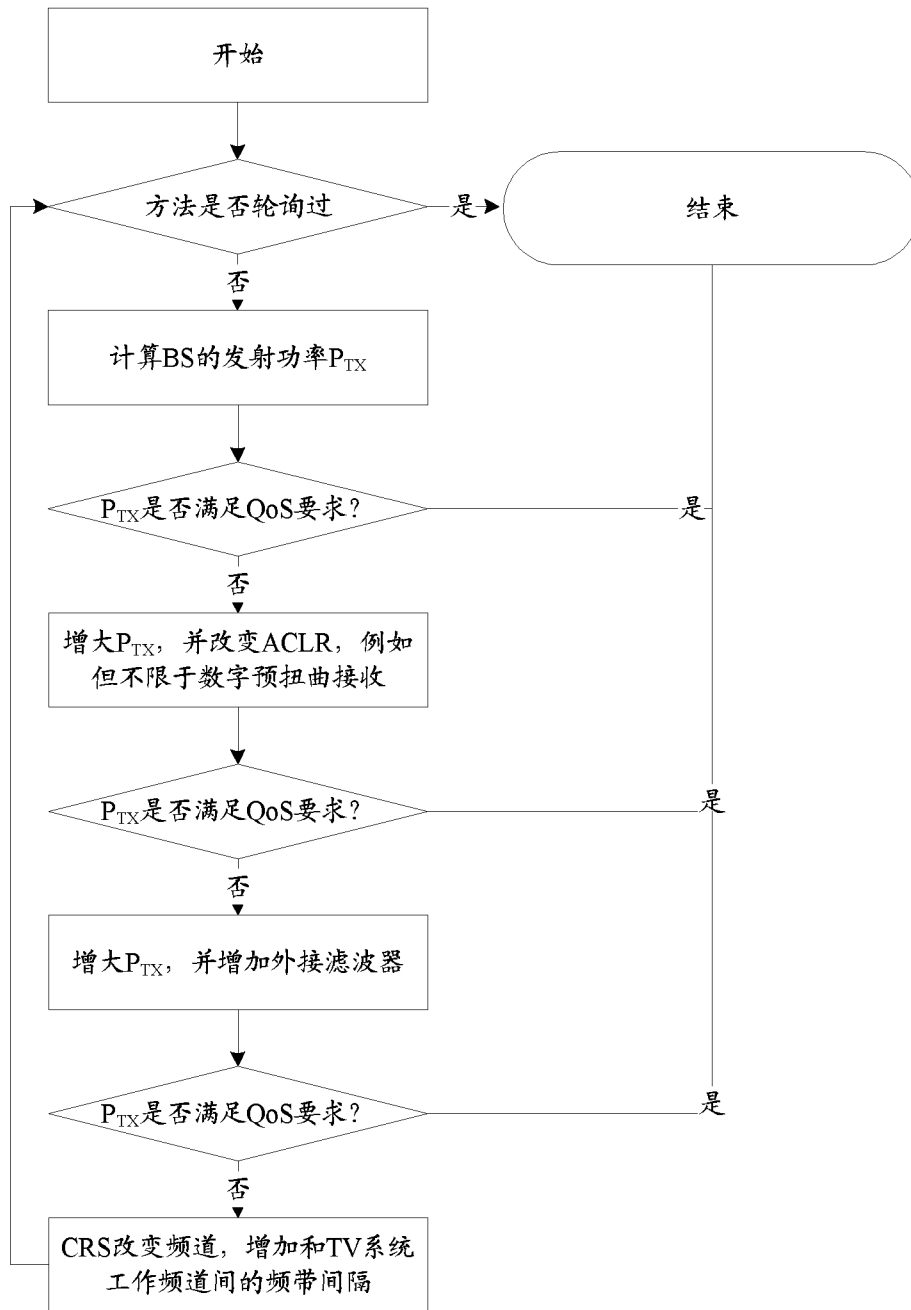 开始
方法是否轮询过
是
结束
否
计算BS的发射功率PTX
PTX是否满足QoS要求?
是
否
增大PTX，并改变ACLR，例如
但不限于数字预扭曲接收
PTX是否满足QoS要求?
是
否
增大PTX，并增加外接滤波器
PTX是否满足QoS要求?
是
否
CRS改变频道，增加和TV系统
工作频道间的频带间隔